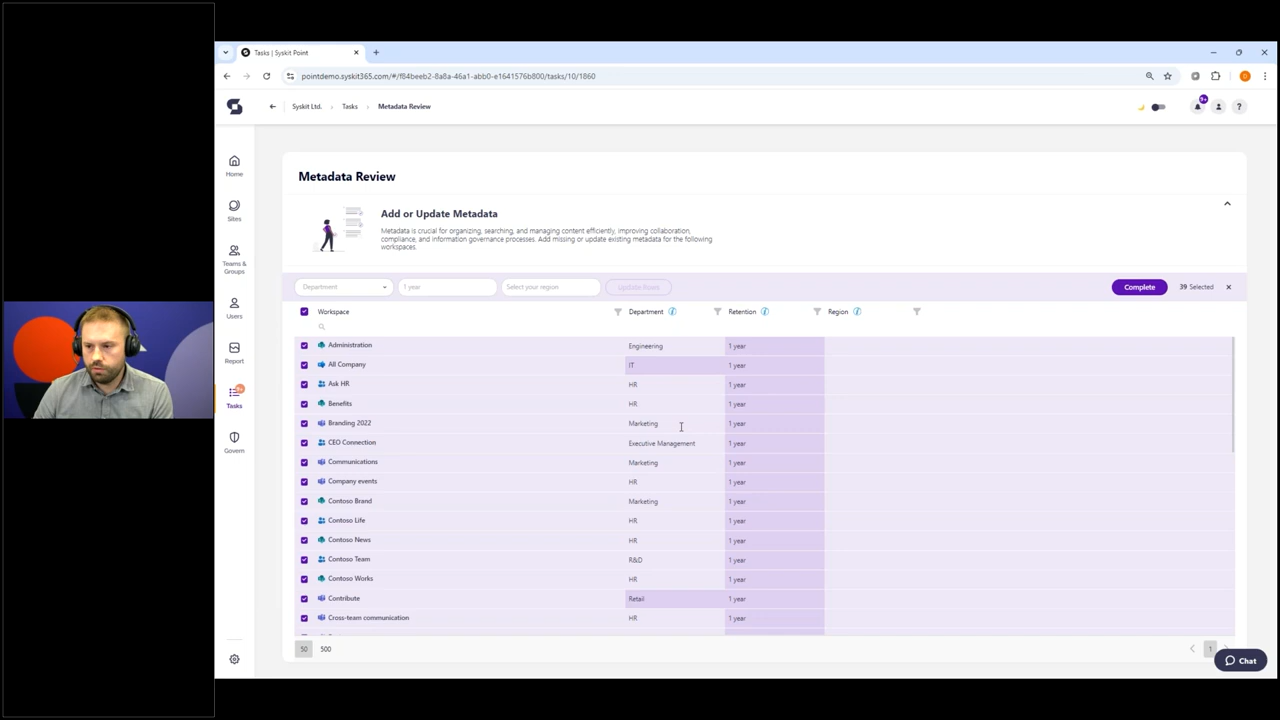 Tasks | Syskit Point
pointdemo.syskit365.com/#/f84beeb2-8a8a-46a1-abb0-e1641576b800/tasks/10/1860
Syskit Ltd. > Tasks > Metadata Review
9+
Home
Sites
Teams & Groups
Users
Report
9+
Tasks
Govern
Metadata Review
Add or Update Metadata
Metadata is crucial for organizing, searching, and managing content efficiently, improving collaboration,
compliance, and information governance processes. Add missing or update existing metadata for the following
workspaces.
Department 1 year Select your region Complete 39 Selected
Workspace Department Retention Region
Administration Engineering 1 year
All Company IT 1 year
Ask HR HR 1 year
Benefits HR 1 year
Branding 2022 Marketing 1 year
CEO Connection Executive Management 1 year
Communications Marketing 1 year
Company events HR 1 year
Contoso Brand Marketing 1 year
Contoso Life HR 1 year
Contoso News HR 1 year
Contoso Team R&D 1 year
Contoso Works HR 1 year
Contribute Retail 1 year
Cross-team communication HR 1 year
50 500 1
Chat